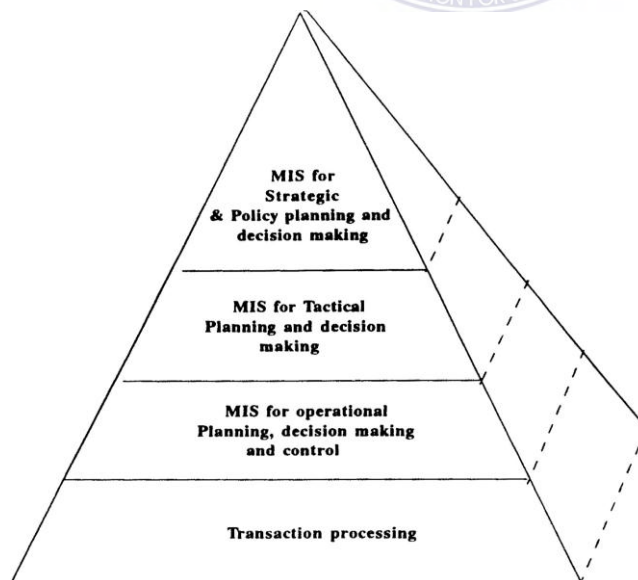 MIS for
Strategic
& Policy planning and
decision making
MIS for Tactical
Planning and decision
making
MIS for operational
Planning, decision making
and control
Transaction processing